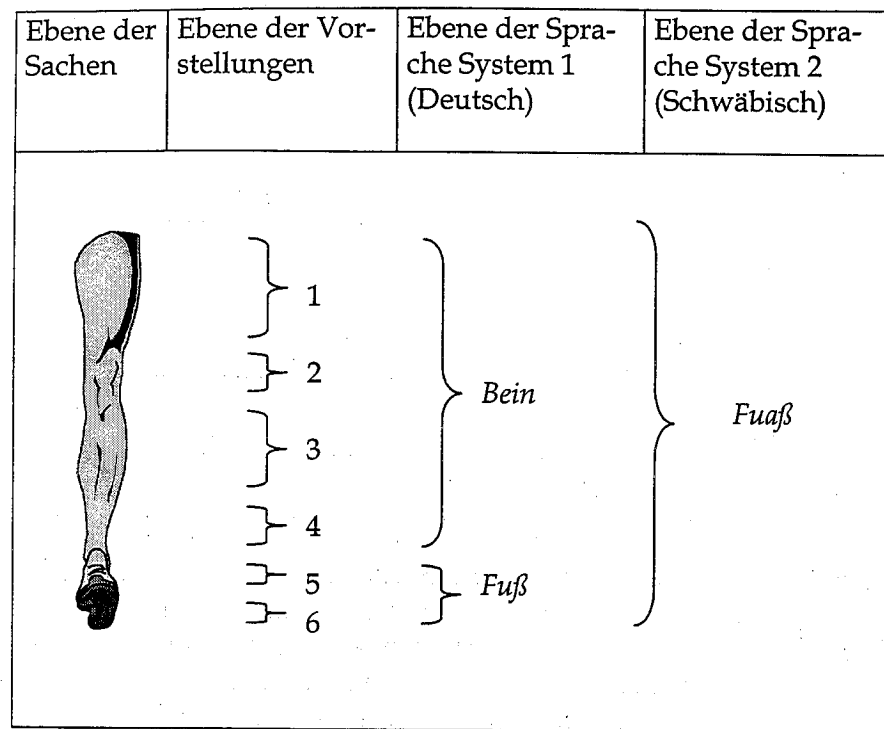 Ebene der
Sachen
Ebene der Vor-
stellungen
Ebene der Spra-
che System 1
(Deutsch)
Ebene der Spra-
che System 2
(Schwäbisch)
1
2
3
4
5
6
Bein
Fuß
Fuaß